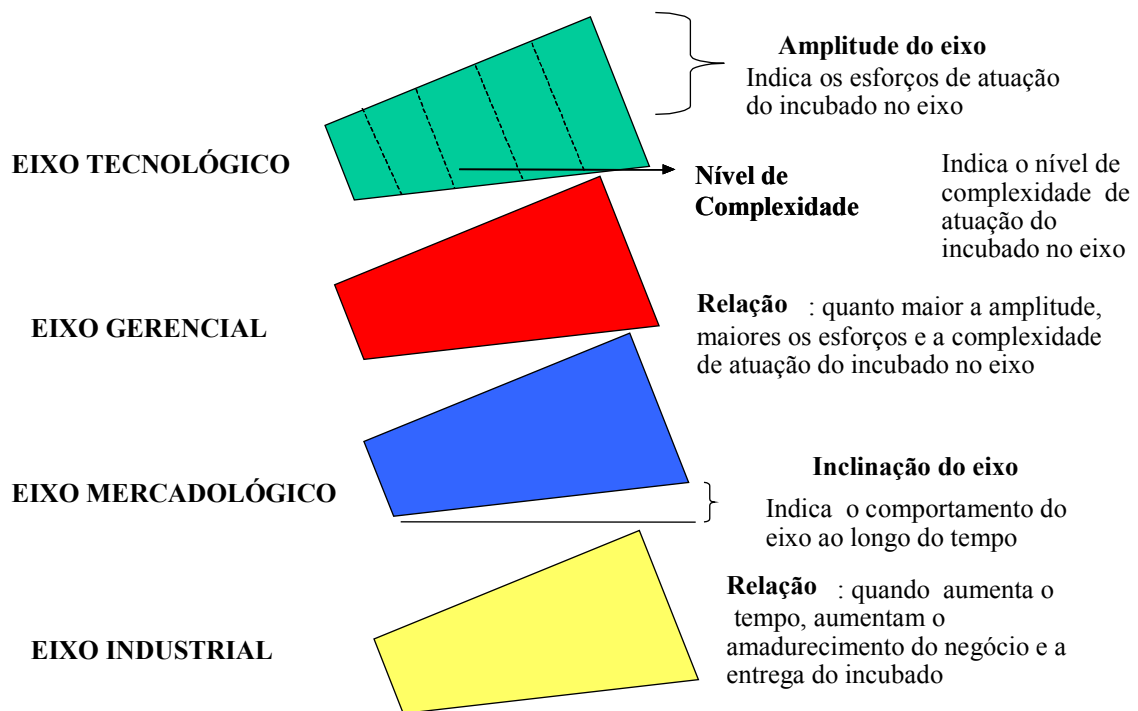 Amplitude do eixo
Indica os esforços de atuação
do incubado no eixo
EIXO TECNOLÓGICO
Nível de
Complexidade
Indica o nível de
complexidade de
atuação do
incubado no eixo
EIXO GERENCIAL
Relação : quanto maior a amplitude,
maiores os esforços e a complexidade
de atuação do incubado no eixo
EIXO MERCADOLÓGICO
Inclinação do eixo
Indica o comportamento do
eixo ao longo do tempo
EIXO INDUSTRIAL
Relação : quando aumenta o
tempo, aumentam o
amadurecimento do negócio e a
entrega do incubado